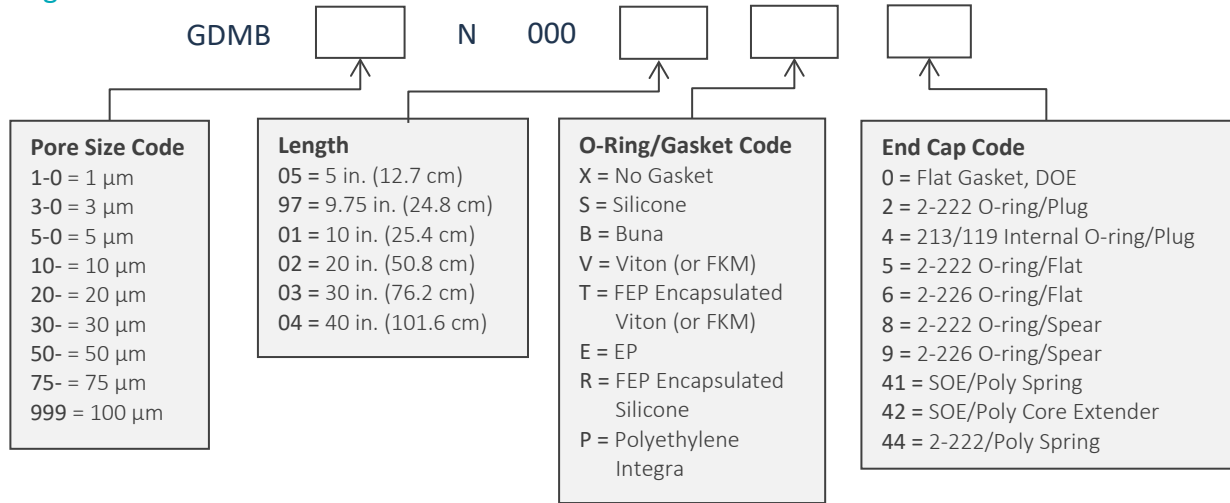 GDMB N 000
Pore Size Code
1-0 = 1 µm
3-0 = 3 µm
5-0 = 5 µm
10- = 10 µm
20- = 20 µm
30- = 30 µm
50- = 50 µm
75- = 75 µm
999 = 100 µm
Length
05 = 5 in. (12.7 cm)
97 = 9.75 in. (24.8 cm)
01 = 10 in. (25.4 cm)
02 = 20 in. (50.8 cm)
03 = 30 in. (76.2 cm)
04 = 40 in. (101.6 cm)
O-Ring/Gasket Code
X = No Gasket
S = Silicone
B = Buna
V = Viton (or FKM)
T = FEP Encapsulated
Viton (or FKM)
E = EP
R = FEP Encapsulated
Silicone
P = Polyethylene
Integra
End Cap Code
0 = Flat Gasket, DOE
2 = 2-222 O-ring/Plug
4 = 213/119 Internal O-ring/Plug
5 = 2-222 O-ring/Flat
6 = 2-226 O-ring/Flat
8 = 2-222 O-ring/Spear
9 = 2-226 O-ring/Spear
41 = SOE/Poly Spring
42 = SOE/Poly Core Extender
44 = 2-222/Poly Spring